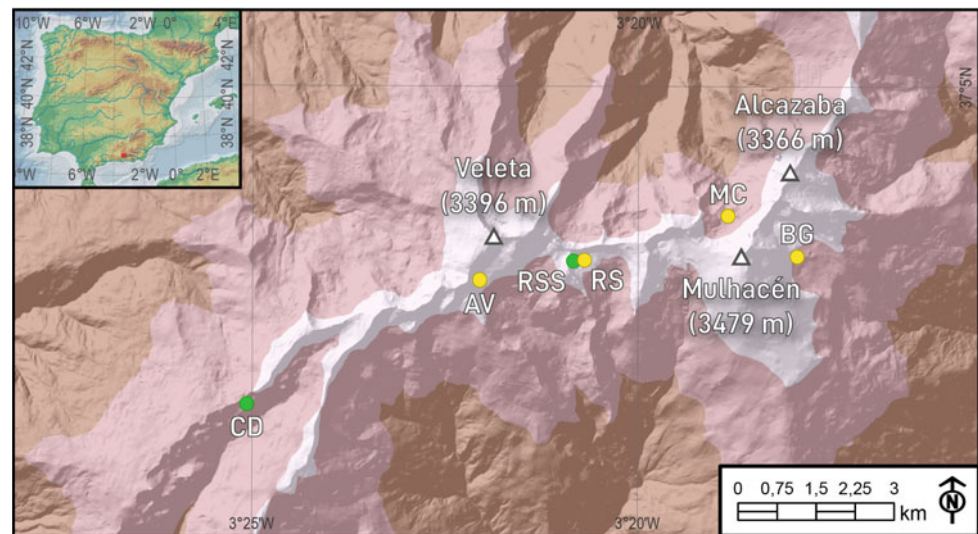 10°W 6°W 2°W 0° 4°E
42°N
42°N
40°N
40°N
38°N
38°N
6°W 2°W 0° 2°E
3°20'W
37°5'N
Alcazaba
(3366 m)
Veleta
(3396 m)
MC
BG
RSS
RS
AV
Mulhacén
(3479 m)
CD
3°25'W
3°20'W
0 0,75 1,5 2,25 3
km
N